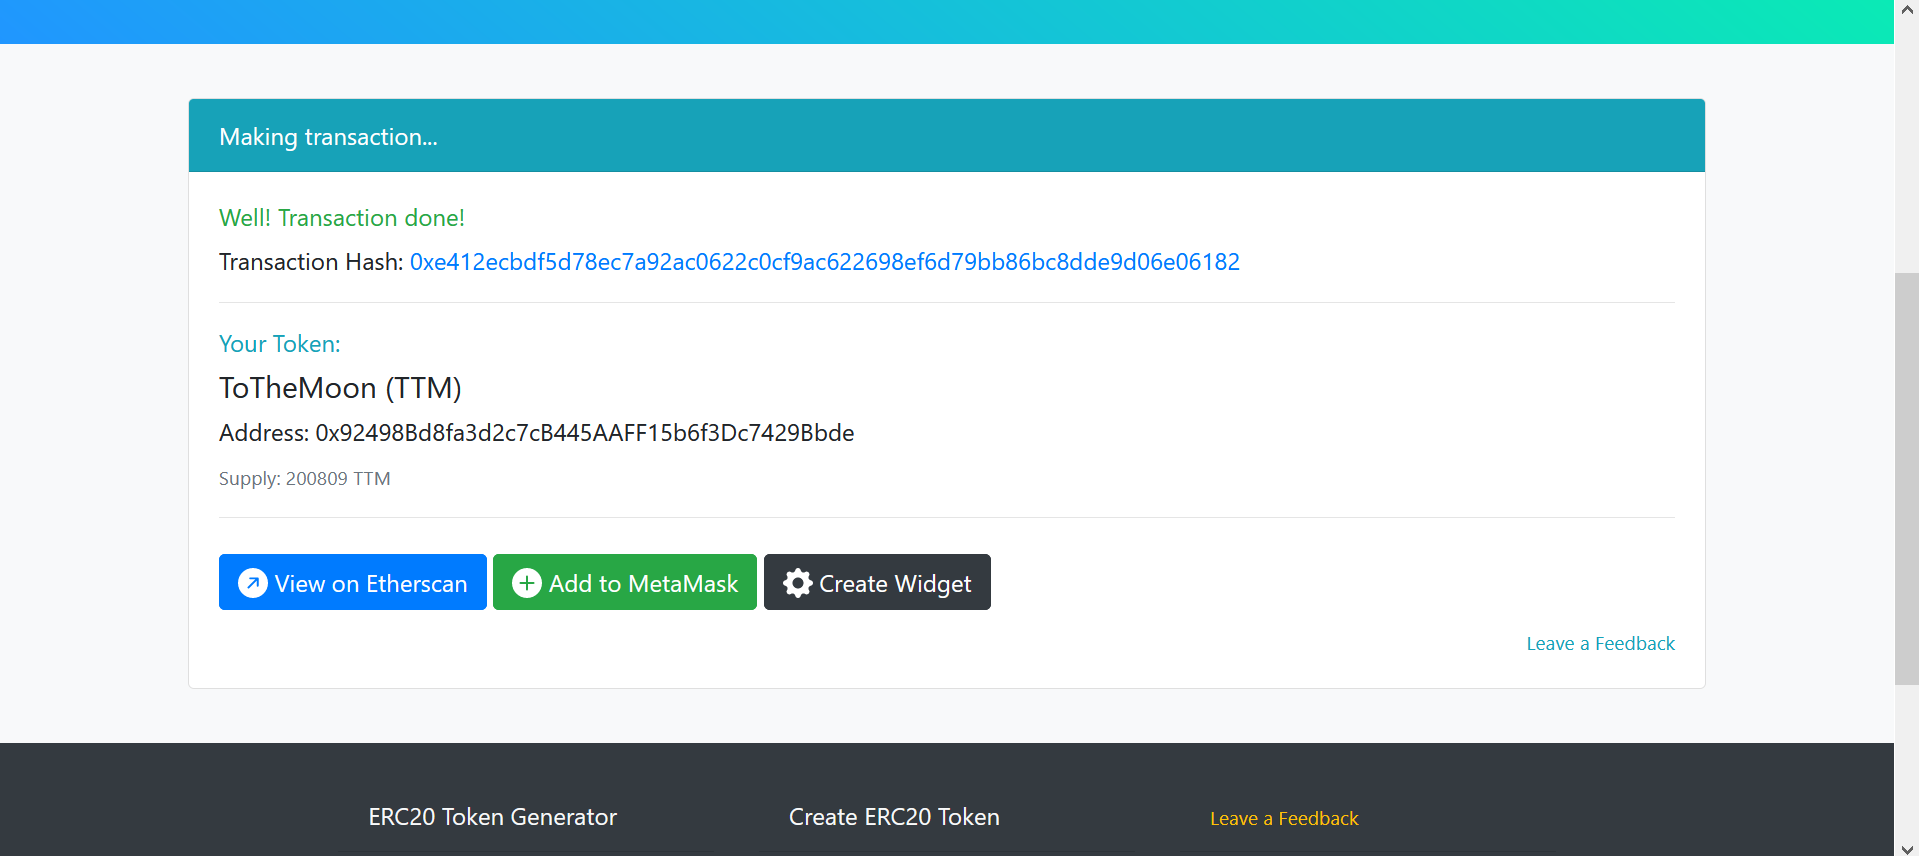 Making transaction...
Well! Transaction done!
Transaction Hash: 0xe412ecbdf5d78ec7a92ac0622c0cf9ac622698ef6d79bb86bc8dde9d06e06182
Your Token:
ToTheMoon (TTM)
Address: 0x92498Bd8fa3d2c7cB445AAFF15b6f3Dc7429Bbde
Supply: 200809 TTM
View on Etherscan Add to MetaMask Create Widget
Leave a Feedback
ERC20 Token Generator Create ERC20 Token Leave a Feedback